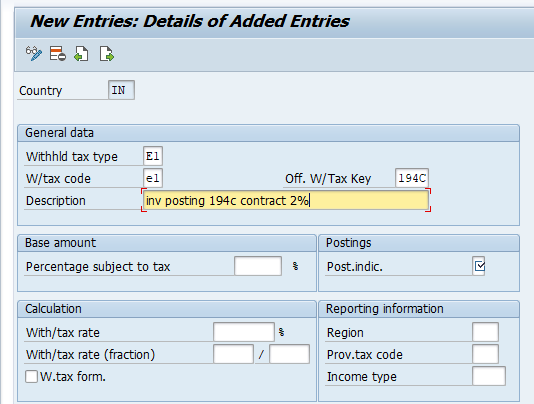 New Entries: Details of Added Entries
Country IN
General data
Withhld tax type E1
W/tax code e1 Off. W/Tax Key 194C
Description inv posting 194c contract 2%
Base amount Postings
Percentage subject to tax % Post.indic.
Calculation Reporting information
With/tax rate % Region
With/tax rate (fraction) / Prov.tax code
W.tax form. Income type